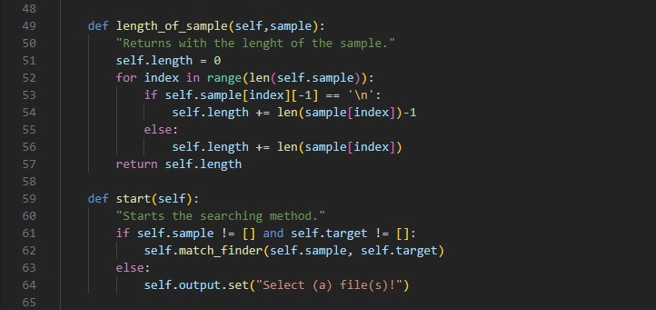 48
49 def length_of_sample(self,sample):
50 "Returns with the lenght of the sample."
51 self.length = 0
52 for index in range(len(self.sample)):
53 if self.sample[index][-1] == '\n':
54 self.length += len(sample[index])-1
55 else:
56 self.length += len(sample[index])
57 return self.length
58
59 def start(self):
60 "Starts the searching method."
61 if self.sample != [] and self.target != []:
62 self.match_finder(self.sample, self.target)
63 else:
64 self.output.set("Select (a) file(s)!")
65